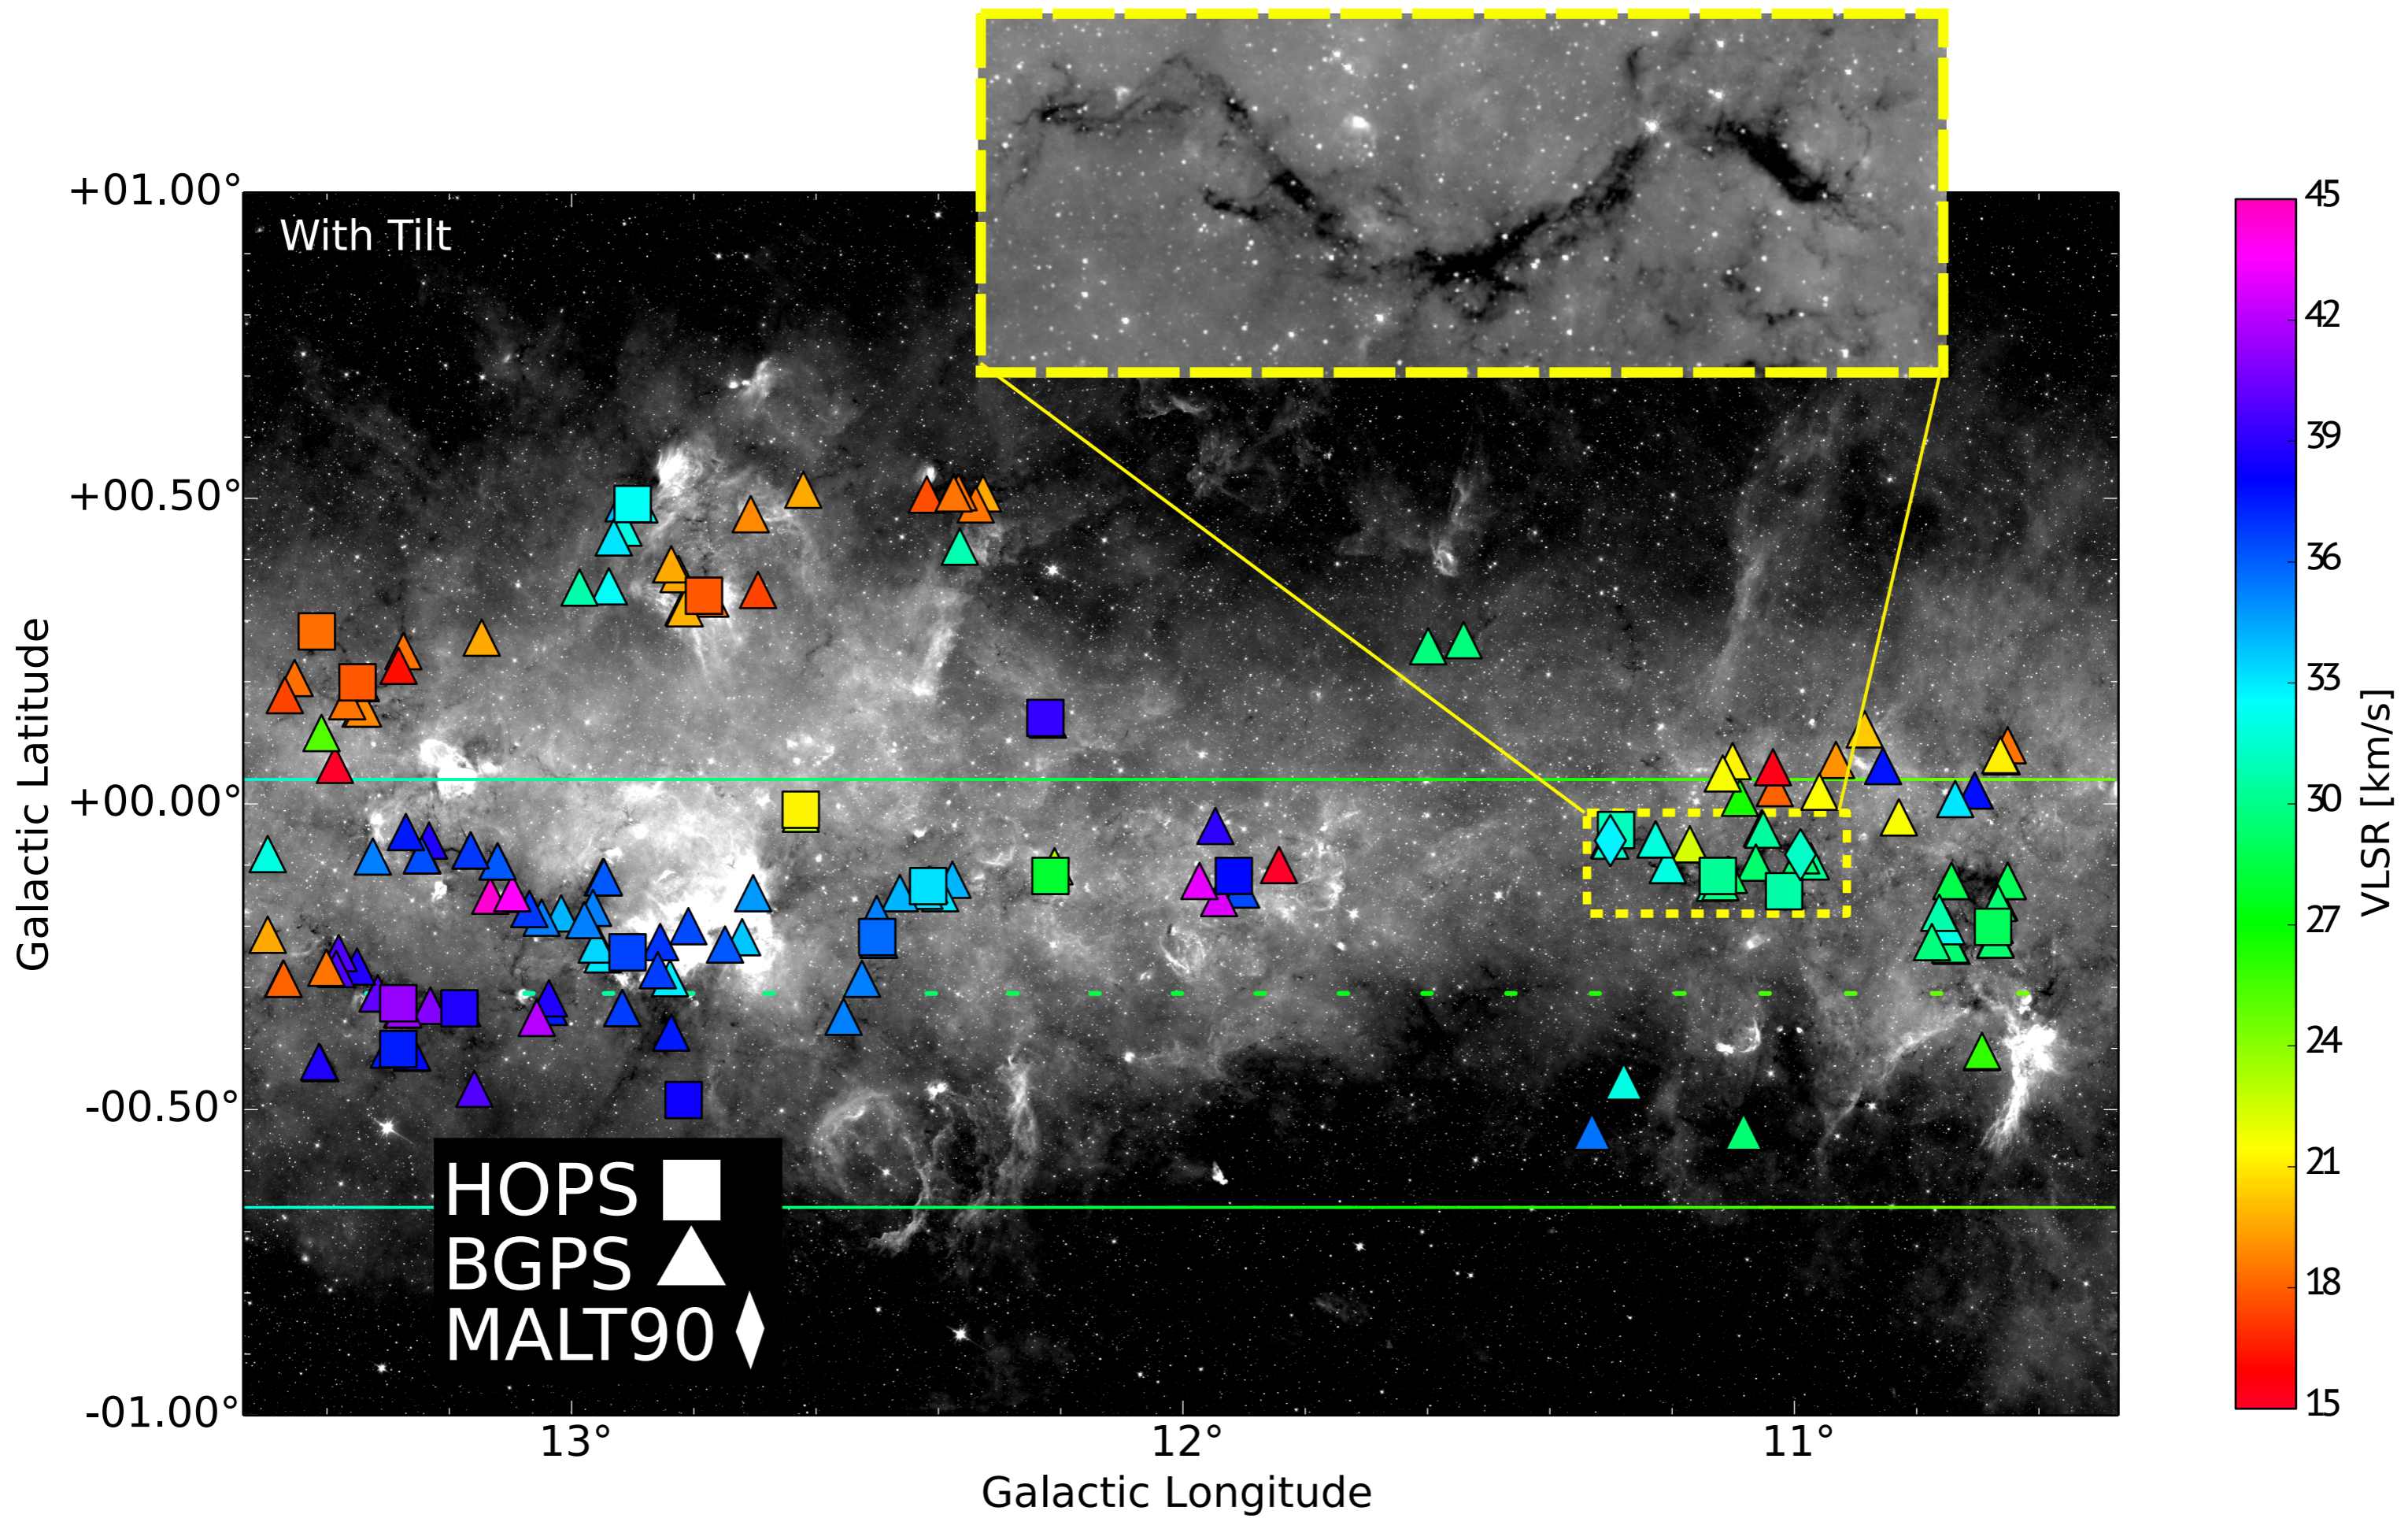 With Tilt
+01.00°
+00.50°
+00.00°
-00.50°
-01.00°
Galactic Latitude
13°
12°
11°
Galactic Longitude
HOPS
BGPS
MALT90
45
42
39
36
33
30
27
24
21
18
15
VLSR [km/s]